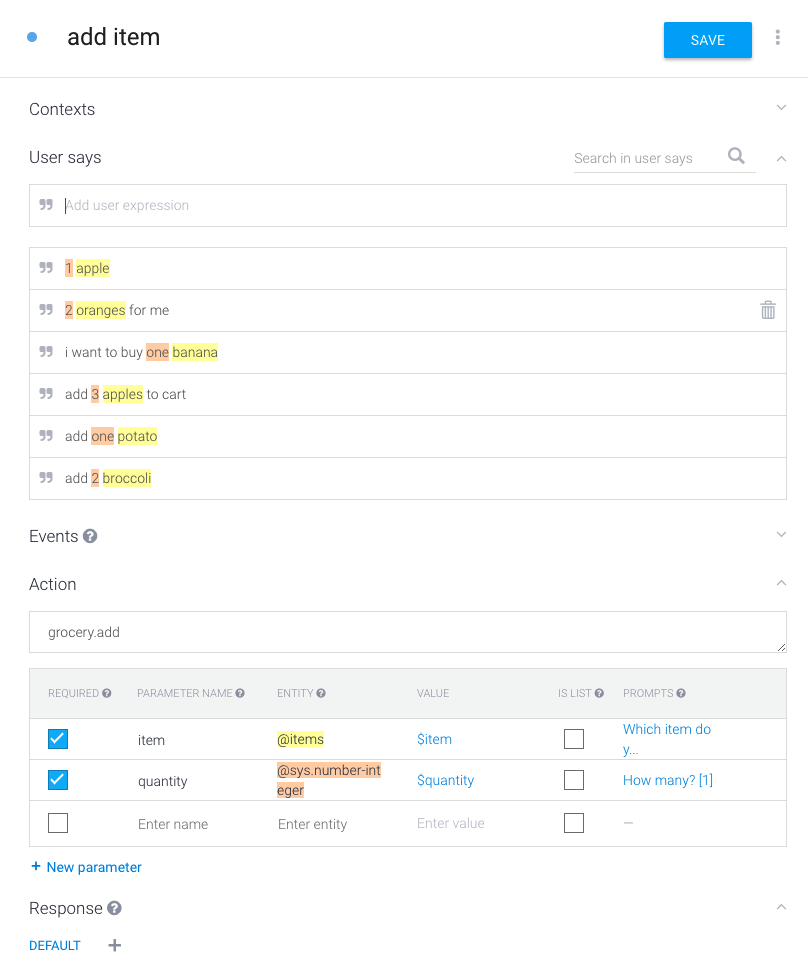 add item
SAVE
Contexts
User says
Search in user says
Add user expression
1 apple
2 oranges for me
i want to buy one banana
add 3 apples to cart
add one potato
add 2 broccoli
Events
Action
grocery.add
REQUIRED PARAMETER NAME ENTITY VALUE IS LIST PROMPTS
item @items $item Which item do
y...
quantity @sys.number-int
eger $quantity How many? [1]
Enter name Enter entity Enter value –
+ New parameter
Response
DEFAULT +